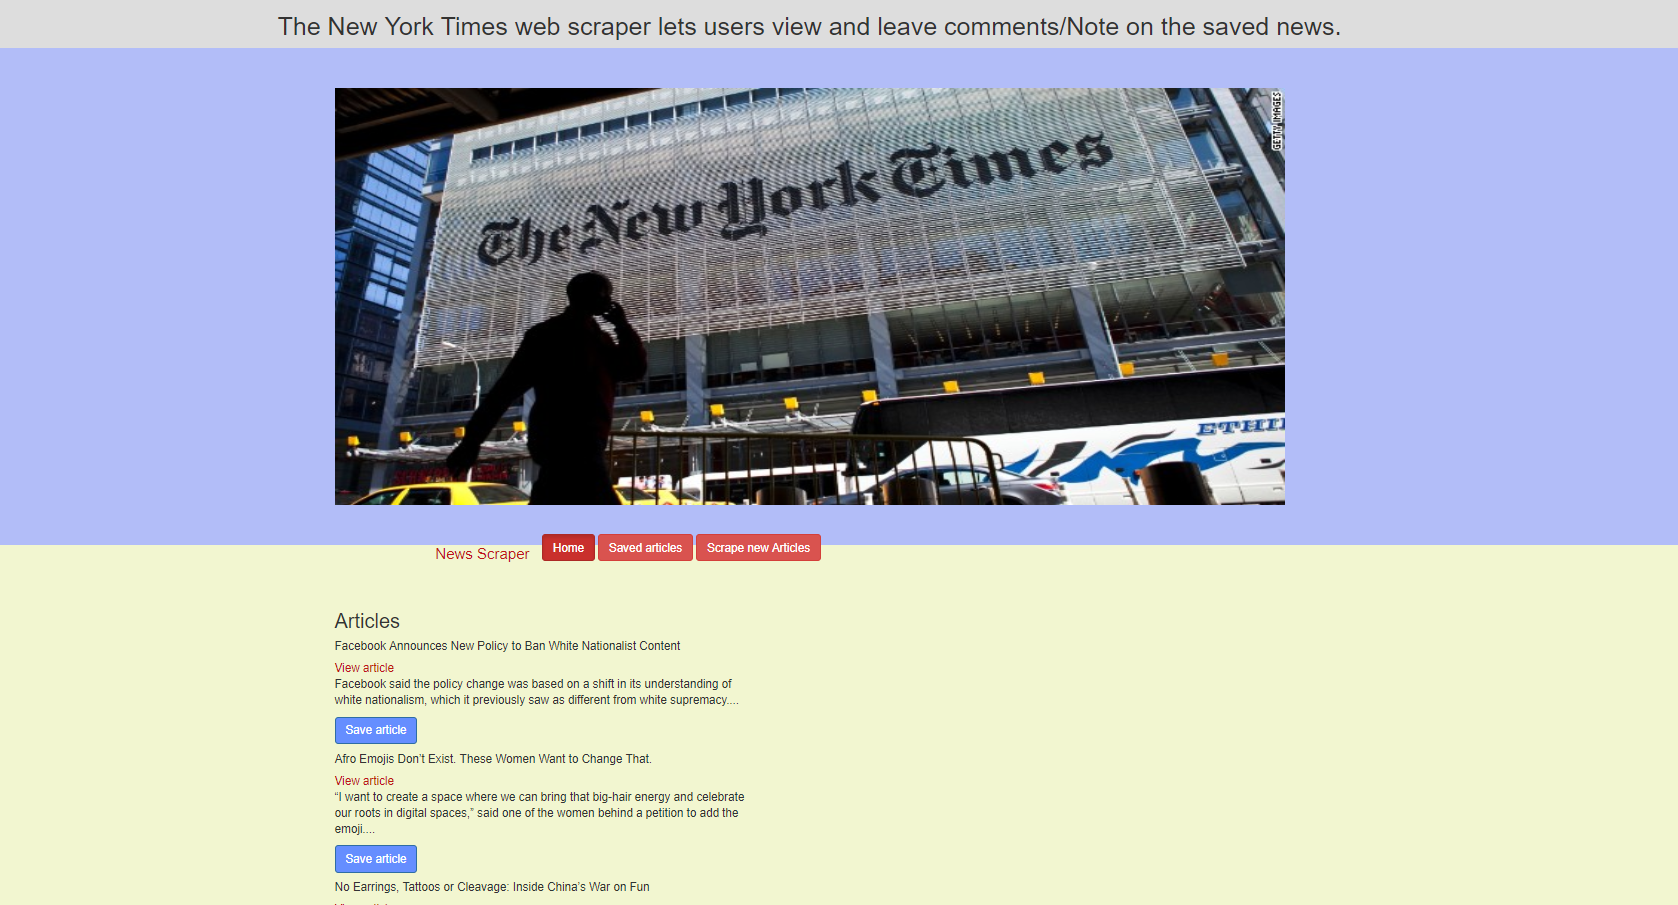 The New York Times web scraper lets users view and leave comments/Note on the saved news.
GETTY IMAGES
The New York Times
ETHI
News Scraper Home Saved articles Scrape new Articles
Articles
Facebook Announces New Policy to Ban White Nationalist Content
View article
Facebook said the policy change was based on a shift in its understanding of
white nationalism, which it previously saw as different from white supremacy....
Save article
Afro Emojis Don’t Exist. These Women Want to Change That.
View article
“I want to create a space where we can bring that big-hair energy and celebrate
our roots in digital spaces,” said one of the women behind a petition to add the
emoji....
Save article
No Earrings, Tattoos or Cleavage: Inside China’s War on Fun